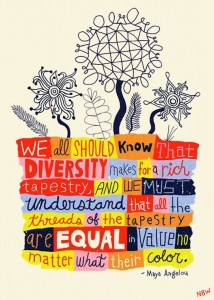 WE all SHOULD KNOW That
DIVERSITY makes for a rich
tapestry, AND WE MUST
understand that all the
threads of the tapestry
are EQUAL in Value no
matter what their color.
- Maya Angelou
NBW